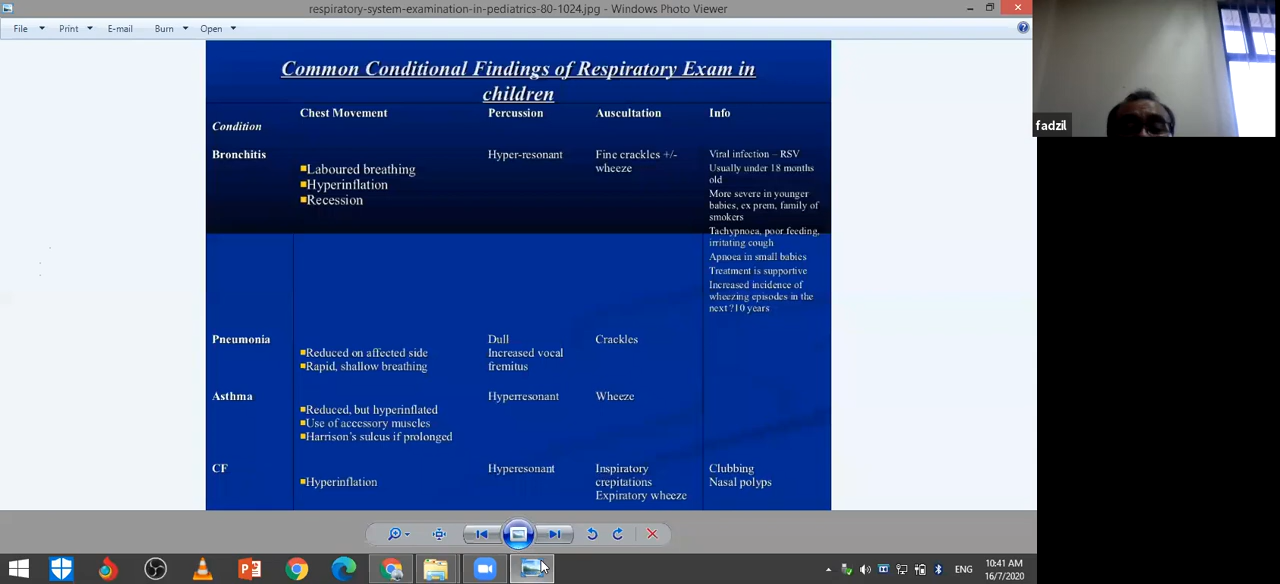 respiratory-system-examination-in-pediatrics-80-1024.jpg - Windows Photo Viewer
File Print E-mail Burn Open
fadzil
Common Conditional Findings of Respiratory Exam in
children
Condition Chest Movement Percussion Auscultation Info
Bronchitis
Laboured breathing
Hyperinflation
Recession
Hyper-resonant
Fine crackles +/-
wheeze
Viral infection – RSV
Usually under 18 months
old
More severe in younger
babies, ex prem, family of
smokers
Tachypnoea, poor feeding,
irritating cough
Apnoea in small babies
Treatment is supportive
Increased incidence of
wheezing episodes in the
next ?10 years
Pneumonia
Reduced on affected side
Rapid, shallow breathing
Dull
Increased vocal
fremitus
Crackles
Asthma
Reduced, but hyperinflated
Use of accessory muscles
Harrison's sulcus if prolonged
Hyperresonant
Wheeze
CF
Hyperinflation
Hyperesonant
Inspiratory
crepitations
Expiratory wheeze
Clubbing
Nasal polyps
ENG
10:41 AM
16/7/2020